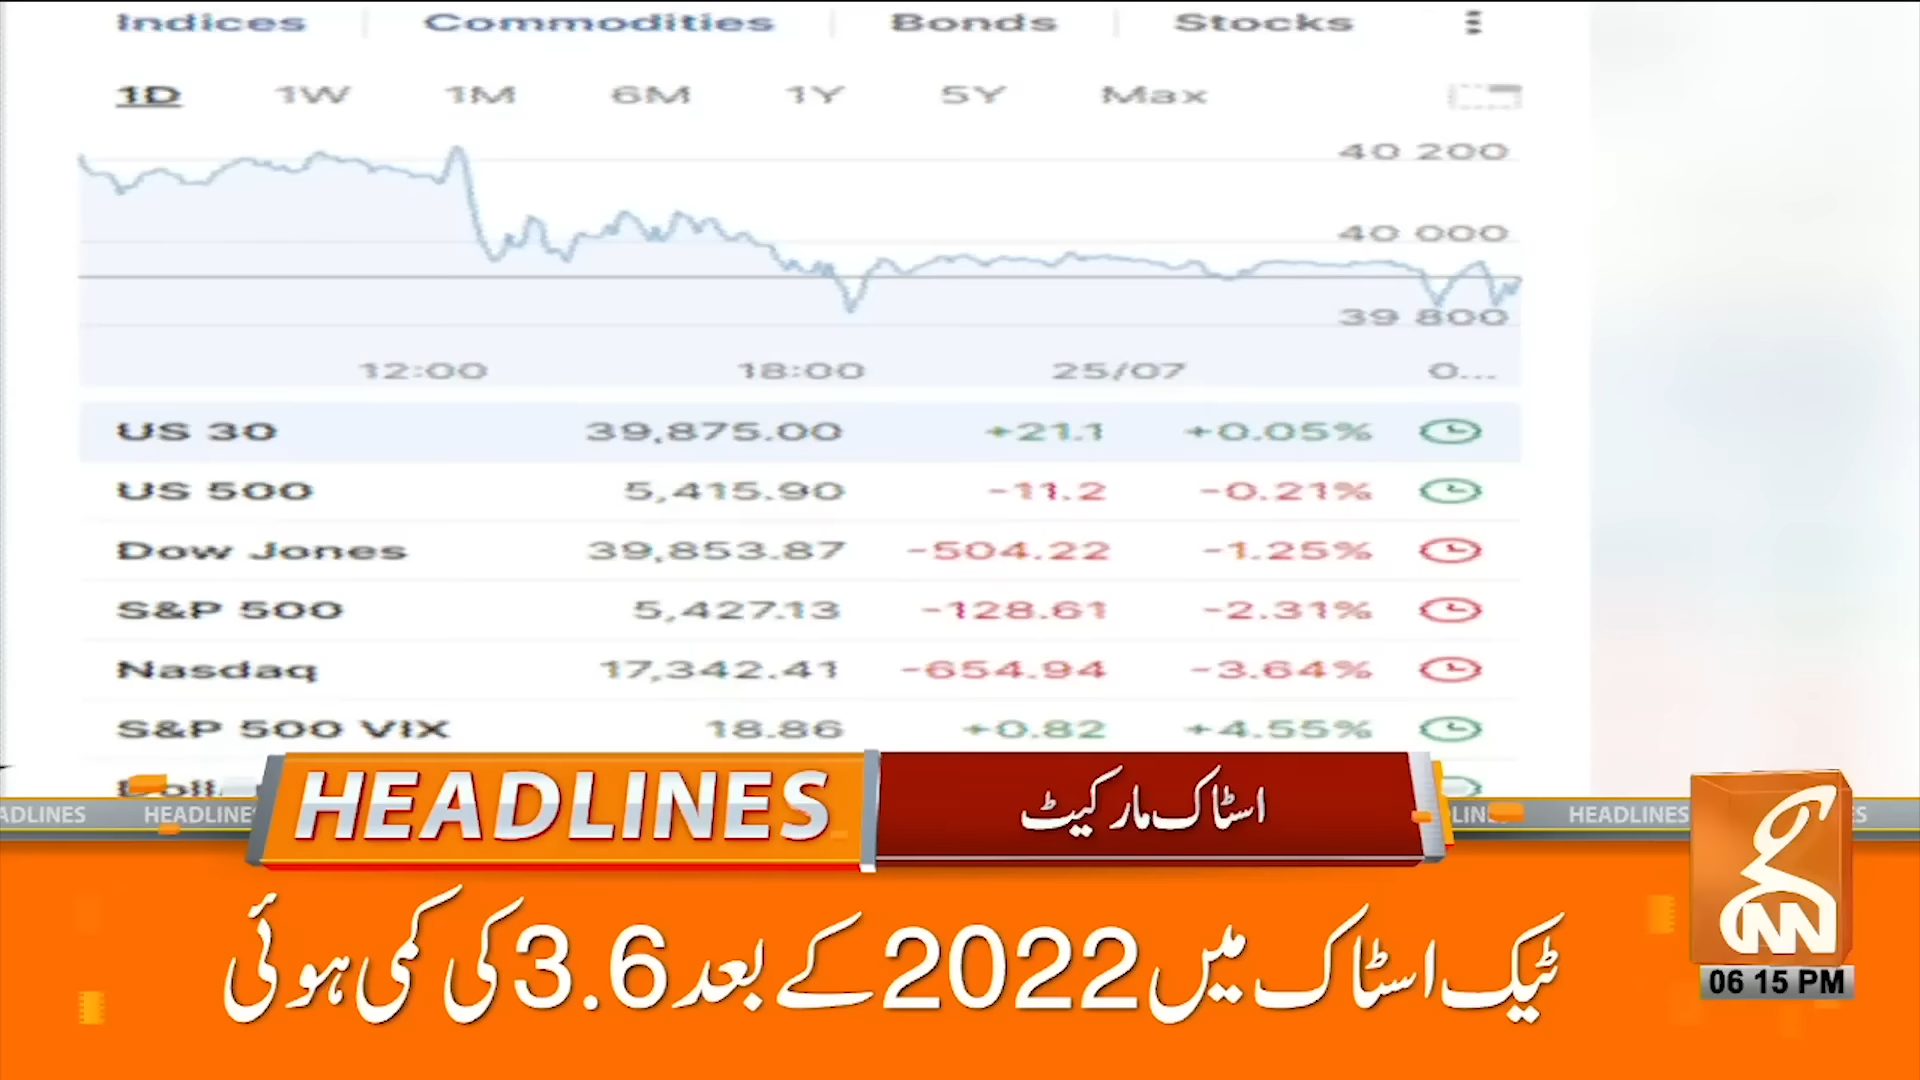 Indices Commodities Bonds Stocks
1D 1W 1M 6M 1Y 5Y Max
40 200
40 000
39 800
12:00 18:00 25/07 0...
US 30 39,875.00 +21.1 +0.05%
US 500 5,415.90 -11.2 -0.21%
Dow Jones 39,853.87 -504.22 -1.25%
S&P 500 5,427.13 -128.61 -2.31%
Nasdaq 17,342.41 -654.94 -3.64%
S&P 500 VIX 18.86 +0.82 +4.55%
HEADLINES
اسٹاک مارکیٹ
HEADLINES
ٹیک اسٹاک میں 2022 کے بعد 3.6 کی کمی ہوئی
GNN
06 15 PM